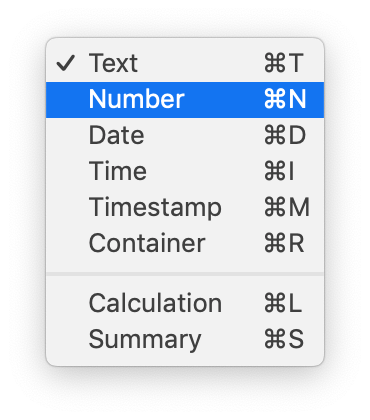 ✓ Text ⌘T
Number ⌘N
Date ⌘D
Time ⌘I
Timestamp ⌘M
Container ⌘R
Calculation ⌘L
Summary ⌘S